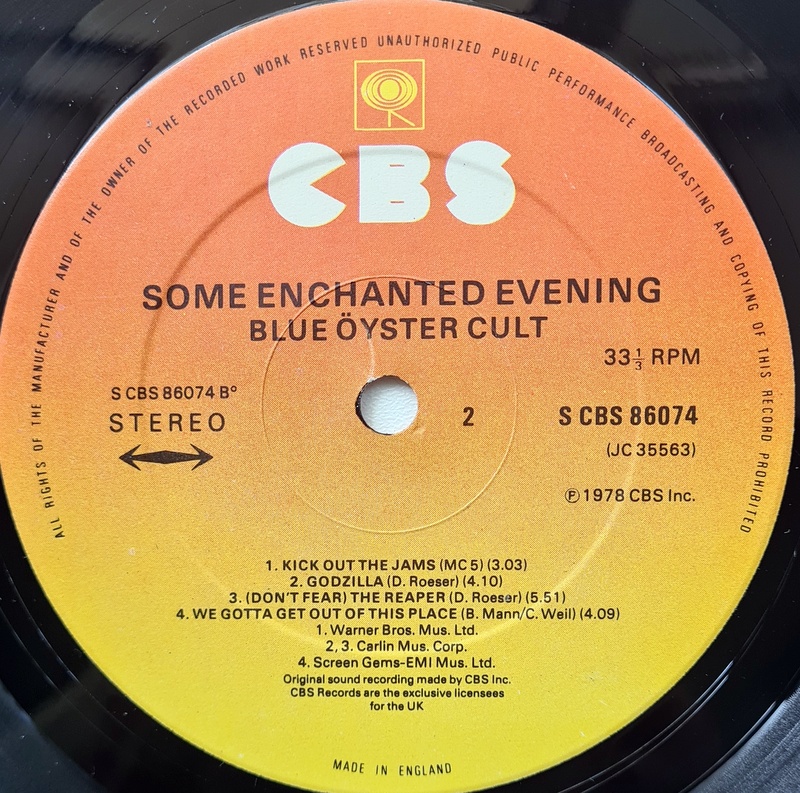 ALL RIGHTS OF THE MANUFACTURER AND OF THE OWNER OF THE RECORDED WORK RESERVED UNAUTHORIZED PUBLIC PERFORMANCE BROADCASTING AND COPYING OF THIS RECORD PROHIBITED
CBS
SOME ENCHANTED EVENING
BLUE ÖYSTER CULT
33⅓ RPM
S CBS 86074 B°
STEREO
2
S CBS 86074
(JC 35563)
℗ 1978 CBS Inc.
1. KICK OUT THE JAMS (MC 5) (3.03)
2. GODZILLA (D. Roeser) (4.10)
3. (DON'T FEAR) THE REAPER (D. Roeser) (5.51)
4. WE GOTTA GET OUT OF THIS PLACE (B. Mann/C. Weil) (4.09)
1. Warner Bros. Mus. Ltd.
2, 3. Carlin Mus. Corp.
4. Screen Gems-EMI Mus. Ltd.
Original sound recording made by CBS Inc.
CBS Records are the exclusive licensees
for the UK
MADE IN ENGLAND